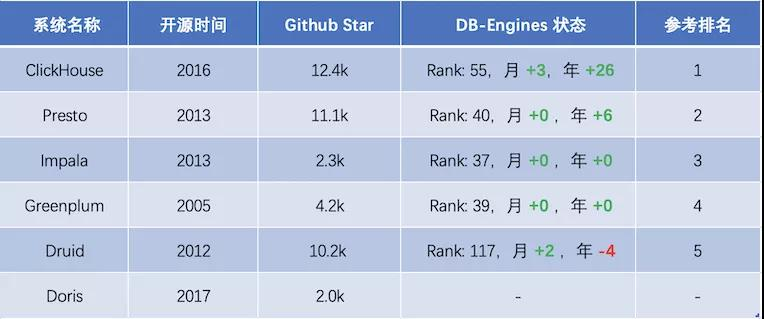 系统名称 开源时间 Github Star DB-Engines 状态 参考排名
ClickHouse 2016 12.4k Rank: 55，月 +3，年 +26 1
Presto 2013 11.1k Rank: 40，月 +0 ，年 +6 2
Impala 2013 2.3k Rank: 37，月 +0 ，年 +0 3
Greenplum 2005 4.2k Rank: 39，月 +0 ，年 +0 4
Druid 2012 10.2k Rank: 117，月 +2 ，年 -4 5
Doris 2017 2.0k - -